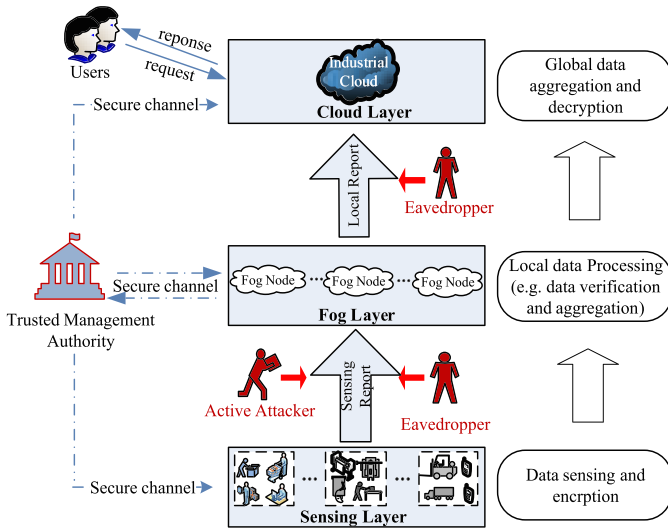 reponse
request
Users
Industrial
Cloud
Cloud Layer
Global data
aggregation and
decryption
Secure channel
Local Report
Eavedropper
Secure channel
Fog Node
...
Fog Node
...
Fog Node
Fog Layer
Local data Processing
(e.g. data verification
and aggregation)
Trusted Management
Authority
Active Attacker
Sensing
Report
Eavedropper
Secure channel
...
...
Sensing Layer
Data sensing and
encrption